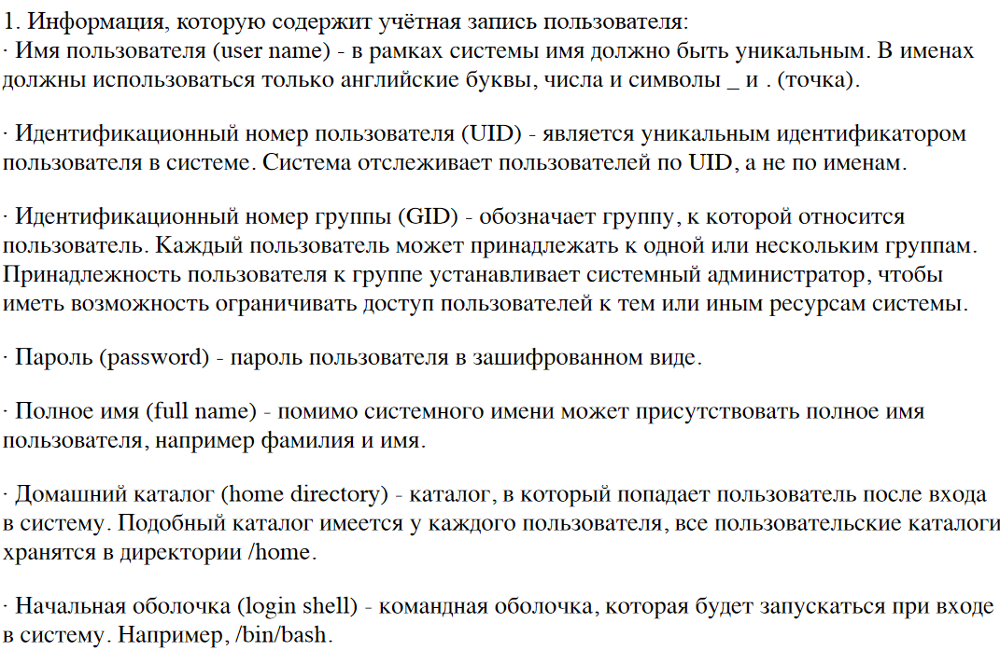 1. Информация, которую содержит учётная запись пользователя:
· Имя пользователя (user name) - в рамках системы имя должно быть уникальным. В именах
должны использоваться только английские буквы, числа и символы _ и . (точка).
· Идентификационный номер пользователя (UID) - является уникальным идентификатором
пользователя в системе. Система отслеживает пользователей по UID, а не по именам.
· Идентификационный номер группы (GID) - обозначает группу, к которой относится
пользователь. Каждый пользователь может принадлежать к одной или нескольким группам.
Принадлежность пользователя к группе устанавливает системный администратор, чтобы
иметь возможность ограничивать доступ пользователей к тем или иным ресурсам системы.
· Пароль (password) - пароль пользователя в зашифрованном виде.
· Полное имя (full name) - помимо системного имени может присутствовать полное имя
пользователя, например фамилия и имя.
· Домашний каталог (home directory) - каталог, в который попадает пользователь после входа
в систему. Подобный каталог имеется у каждого пользователя, все пользовательские каталоги
хранятся в директории /home.
· Начальная оболочка (login shell) - командная оболочка, которая будет запускаться при входе
в систему. Например, /bin/bash.